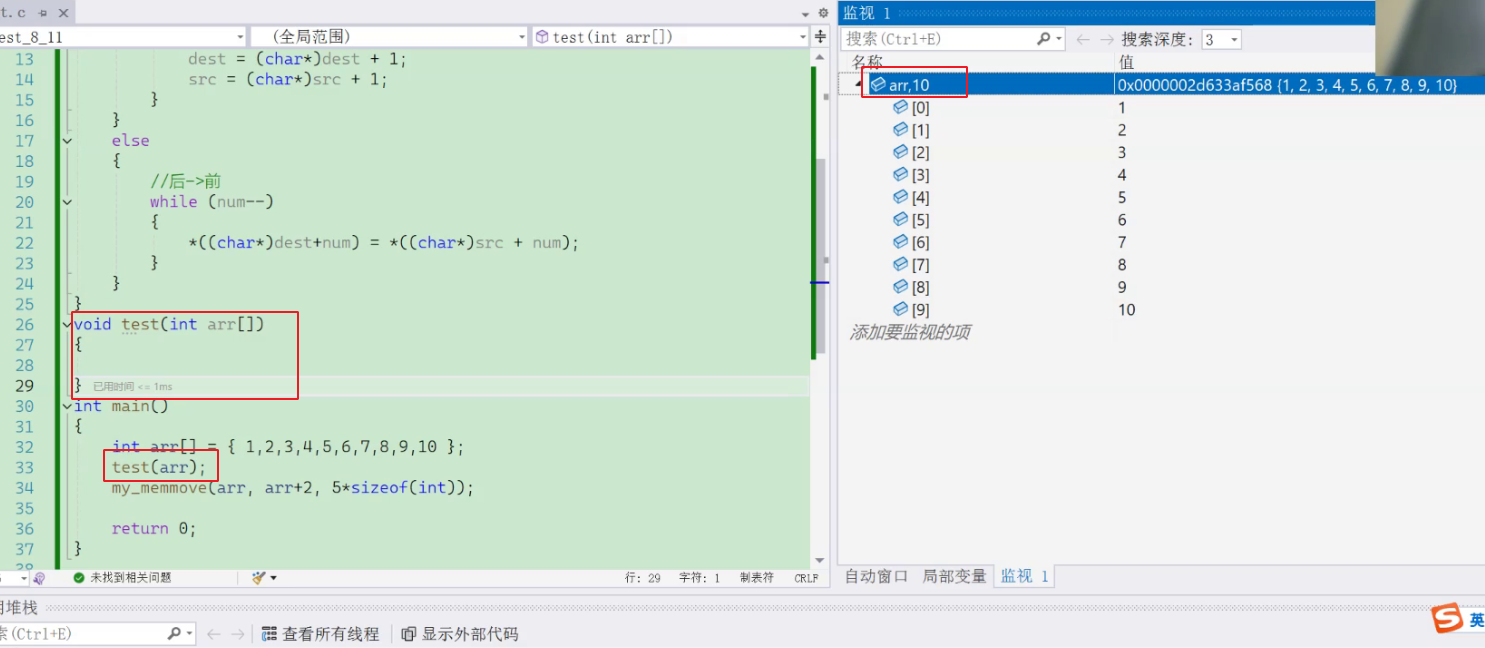 t.c
est_8_11
(全局范围)
test(int arr[])
13 dest = (char*)dest + 1;
14 src = (char*)src + 1;
15 }
16 }
17 else
18 {
19 //后->前
20 while (num--)
21 {
22 *((char*)dest+num) = *((char*)src + num);
23 }
24 }
25 }
26 void test(int arr[])
27 {
28
29 } 已用时间 <= 1ms
30 int main()
31 {
32 int arr[] = { 1,2,3,4,5,6,7,8,9,10 };
33 test(arr);
34 my_memmove(arr, arr+2, 5*sizeof(int));
35
36 return 0;
37 }
38
未找到相关问题
行: 29 字符: 1 制表符 CRLF
监视 1
搜索(Ctrl+E) 搜索深度: 3
名称 值
arr,10 0x0000002d633af568 {1, 2, 3, 4, 5, 6, 7, 8, 9, 10}
[0] 1
[1] 2
[2] 3
[3] 4
[4] 5
[5] 6
[6] 7
[7] 8
[8] 9
[9] 10
添加要监视的项
自动窗口 局部变量 监视 1
用堆栈
索(Ctrl+E) 查看所有线程 显示外部代码
S 英